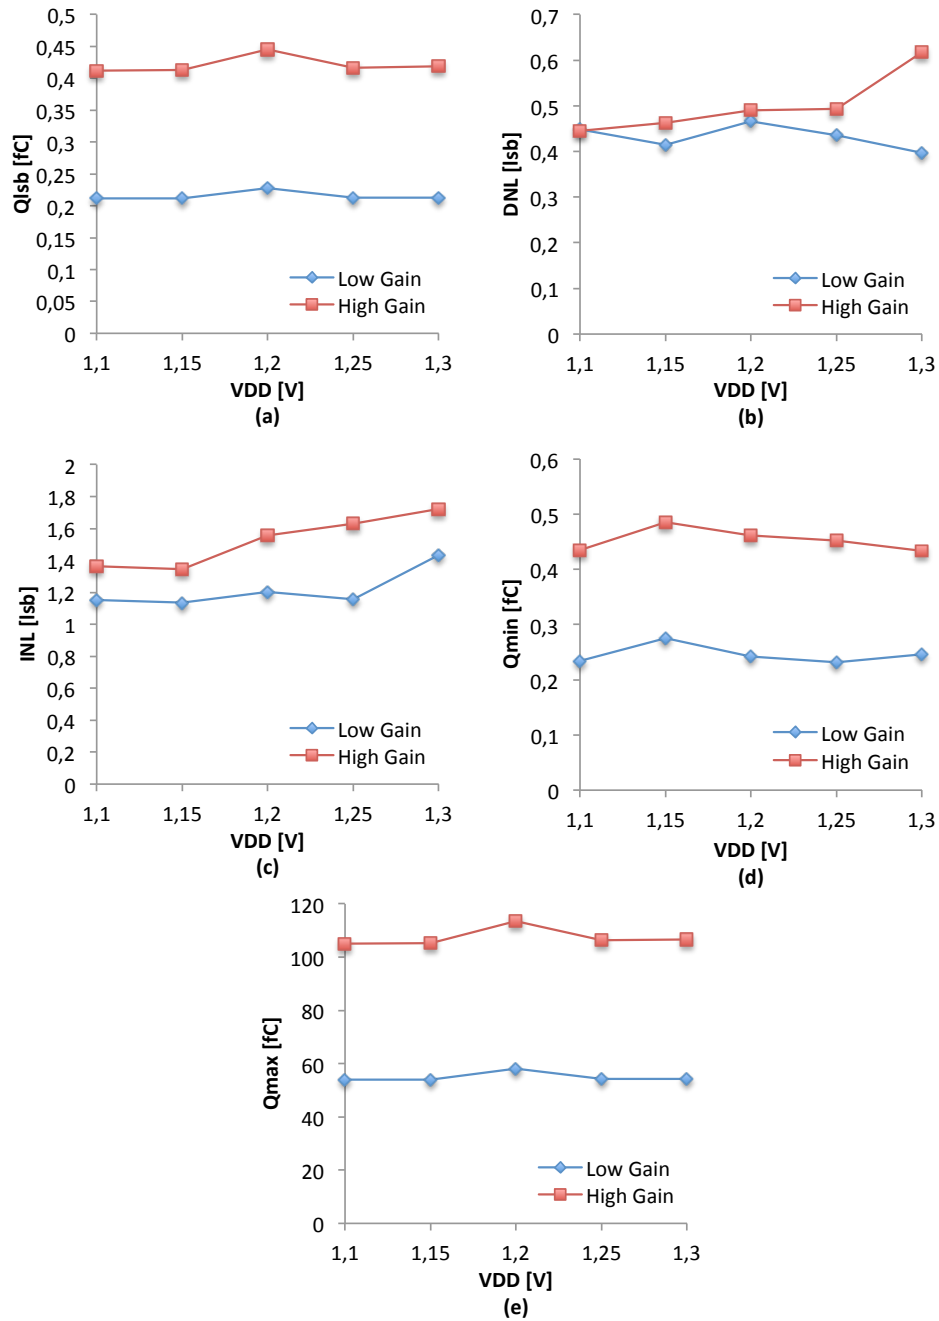 0,5
0,45
0,4
0,35
0,3
0,25
0,2
0,15
0,1
0,05
0
Qlsb [fC]
Low Gain
High Gain
1,1 1,15 1,2 1,25 1,3
VDD [V]
(a)
0,7
0,6
0,5
0,4
0,3
0,2
0,1
0
DNL [lsb]
Low Gain
High Gain
1,1 1,15 1,2 1,25 1,3
VDD [V]
(b)
2
1,8
1,6
1,4
1,2
1
0,8
0,6
0,4
0,2
0
INL [lsb]
Low Gain
High Gain
1,1 1,15 1,2 1,25 1,3
VDD [V]
(c)
0,6
0,5
0,4
0,3
0,2
0,1
0
Qmin [fC]
Low Gain
High Gain
1,1 1,15 1,2 1,25 1,3
VDD [V]
(d)
120
100
80
60
40
20
0
Qmax [fC]
Low Gain
High Gain
1,1 1,15 1,2 1,25 1,3
VDD [V]
(e)